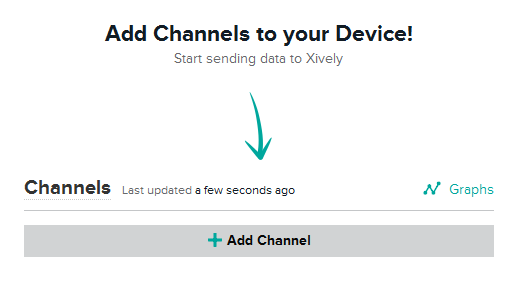 Add Channels to your Device!
Start sending data to Xively
Channels Last updated a few seconds ago Graphs
Add Channel